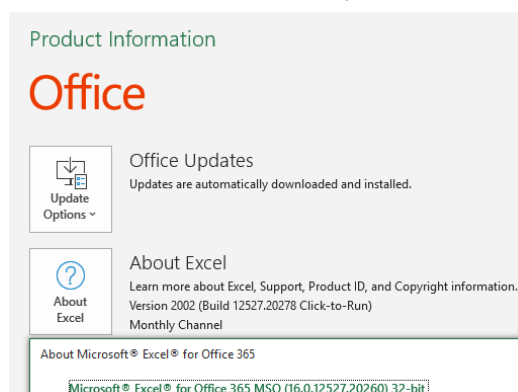 Product Information
Office
Office Updates
Updates are automatically downloaded and installed.
Update
Options
About Excel
Learn more about Excel, Support, Product ID, and Copyright information.
Version 2002 (Build 12527.20278 Click-to-Run)
Monthly Channel
About
Excel
About Microsoft® Excel® for Office 365
Microsoft® Excel® for Office 365 MSO (16.0.12527.20260) 32-bit